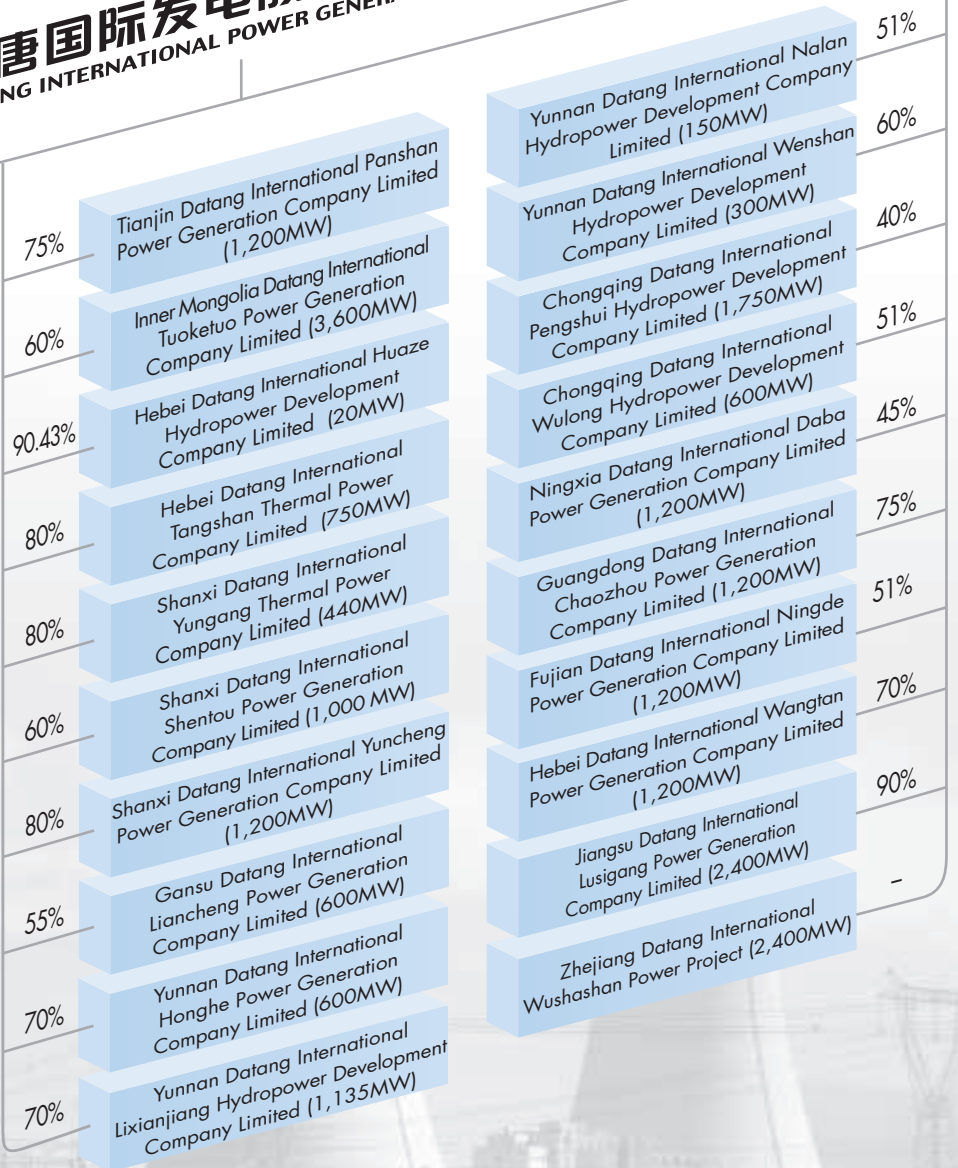 唐国际发电
NG INTERNATIONAL POWER GENERA
75%
Tianjin Datang International Panshan
Power Generation Company Limited
(1,200MW)
60%
Inner Mongolia Datang International
Tuoketuo Power Generation
Company Limited (3,600MW)
90.43%
Hebei Datang International Huaze
Hydropower Development
Company Limited (20MW)
80%
Hebei Datang International
Tangshan Thermal Power
Company Limited (750MW)
80%
Shanxi Datang International
Yungang Thermal Power
Company Limited (440MW)
60%
Shanxi Datang International
Shentou Power Generation
Company Limited (1,000 MW)
80%
Shanxi Datang International Yuncheng
Power Generation Company Limited
(1,200MW)
55%
Gansu Datang International
Liancheng Power Generation
Company Limited (600MW)
70%
Yunnan Datang International
Honghe Power Generation
Company Limited (600MW)
70%
Yunnan Datang International
Lixianjiang Hydropower Development
Company Limited (1,135MW)
51%
Yunnan Datang International Nalan
Hydropower Development Company
Limited (150MW)
60%
Yunnan Datang International Wenshan
Hydropower Development
Company Limited (300MW)
40%
Chongqing Datang International
Pengshui Hydropower Development
Company Limited (1,750MW)
51%
Chongqing Datang International
Wulong Hydropower Development
Company Limited (600MW)
45%
Ningxia Datang International Daba
Power Generation Company Limited
(1,200MW)
75%
Guangdong Datang International
Chaozhou Power Generation
Company Limited (1,200MW)
51%
Fujian Datang International Ningde
Power Generation Company Limited
(1,200MW)
70%
Hebei Datang International Wangtan
Power Generation Company Limited
(1,200MW)
90%
Jiangsu Datang International
Lusigang Power Generation
Company Limited (2,400MW)
–
Zhejiang Datang International
Wushashan Power Project (2,400MW)